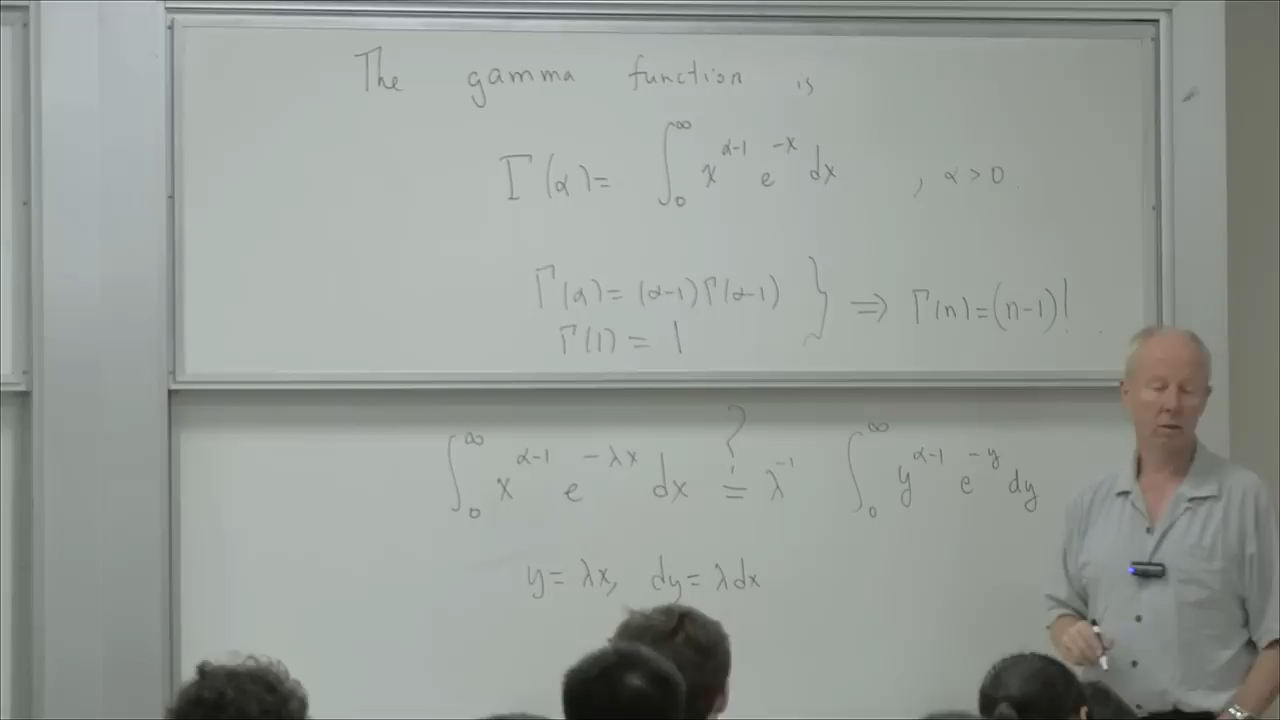 The gamma function is
Γ(α) = ∫₀^∞ x^(α-1) e^(-x) dx , α > 0
Γ(α) = (α-1)Γ(α-1) } ⟹ Γ(n) = (n-1)!
Γ(1) = 1
∫₀^∞ x^(α-1) e^(-λx) dx ?= λ^(-1) ∫₀^∞ y^(α-1) e^(-y) dy
y = λx, dy = λdx